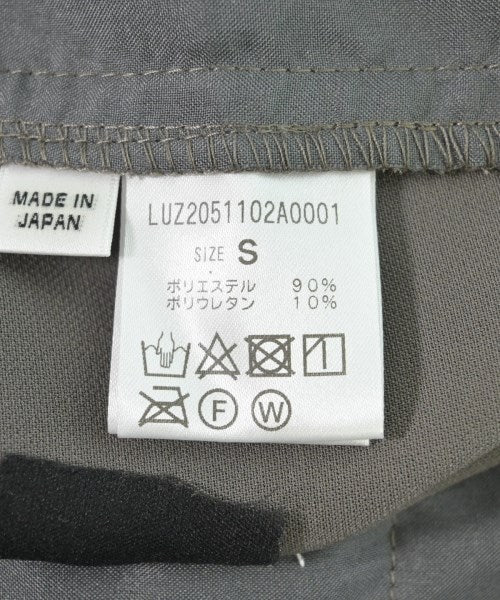 MADE IN
JAPAN
LUZ2051102A0001
SIZE S
ポリエステル 90%
ポリウレタン 10%
F W